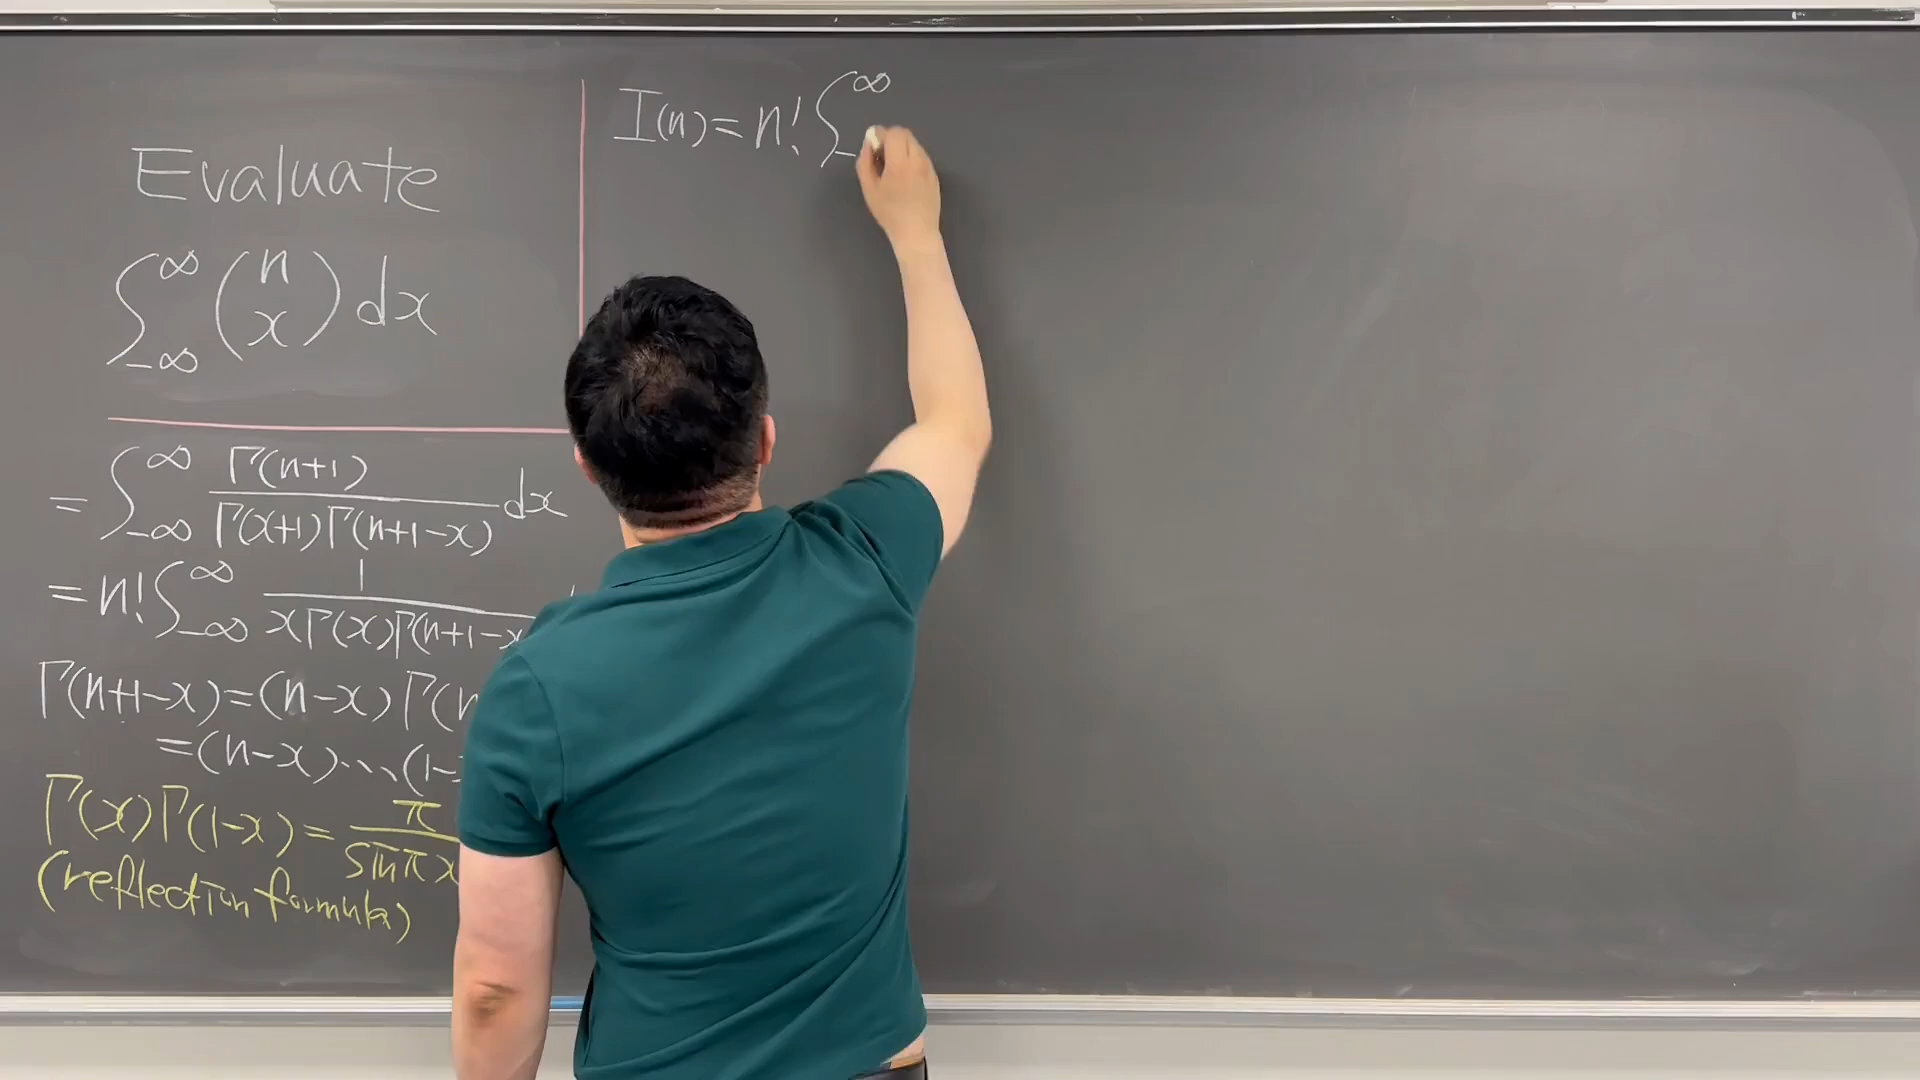 Evaluate
∫_{-∞}^{∞} (n x) dx
= ∫_{-∞}^{∞} Γ(n+1) / Γ(x+1)Γ(n+1-x) dx
= n! ∫_{-∞}^{∞} 1 / xΓ(x)Γ(n+1-x
Γ(n+1-x) = (n-x)Γ(n
= (n-x)⋯(1-
Γ(x)Γ(1-x) = π / sin πx
(reflection formula)
I(n) = n! ∫_{-}^{∞}